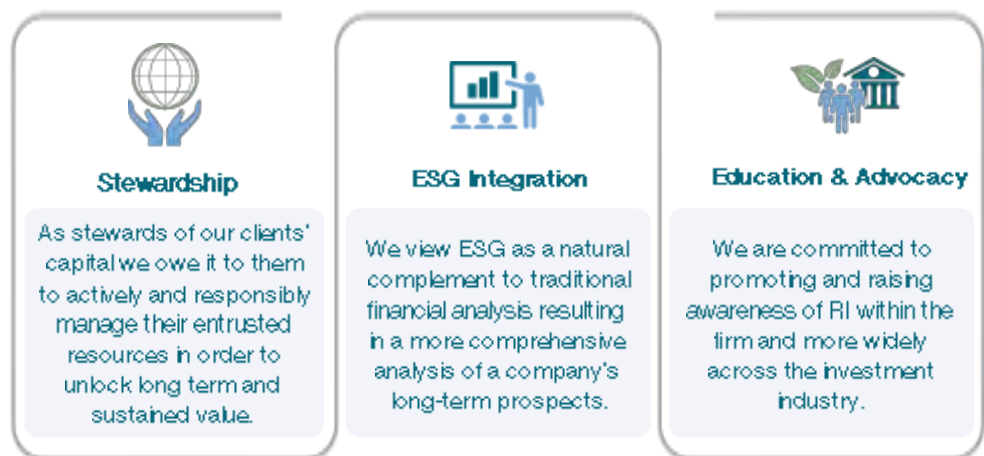 Stewardship
As stewards of our clients'
capital we owe it to them
to actively and responsibly
manage their entrusted
resources in order to
unlock long term and
sustained value.
ESG Integration
We view ESG as a natural
complement to traditional
financial analysis resulting
in a more comprehensive
analysis of a company's
long-term prospects.
Education & Advocacy
We are committed to
promoting and raising
awareness of RI within the
firm and more widely
across the investment
industry.